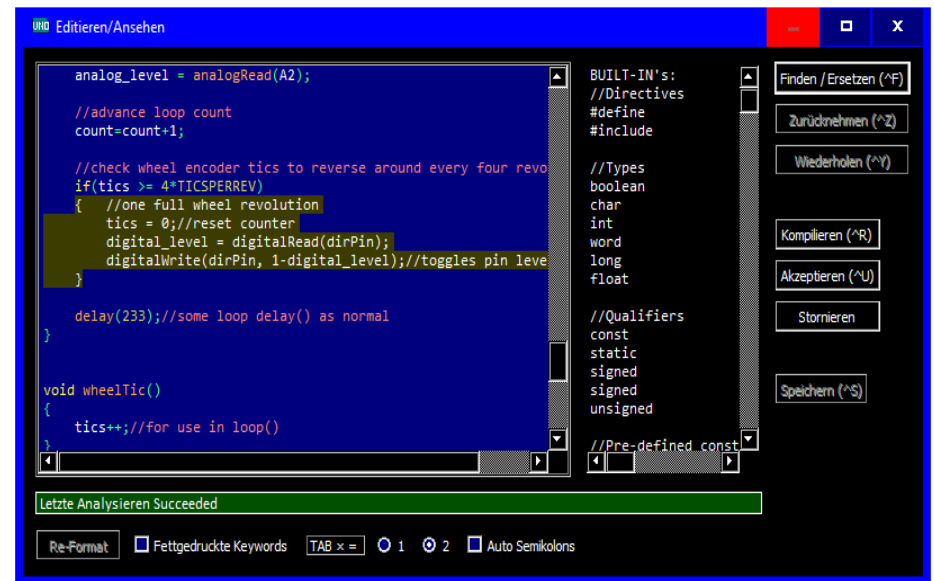 UNO Editieren/Ansehen
analog_level = analogRead(A2);
//advance loop count
count=count+1;
//check wheel encoder tics to reverse around every four revo
if(tics >= 4*TICSPERREV)
{   //one full wheel revolution
tics = 0;//reset counter
digital_level = digitalRead(dirPin);
digitalWrite(dirPin, 1-digital_level);//toggles pin leve
}
delay(233);//some loop delay() as normal
}
void wheelTic()
{
tics++;//for use in loop()
}
BUILT-IN's:
//Directives
#define
#include
//Types
boolean
char
int
word
long
float
//Qualifiers
const
static
signed
signed
unsigned
//Pre-defined const
Finden / Ersetzen (^F)
Zurücknehmen (^Z)
Wiederholen (^Y)
Kompilieren (^R)
Akzeptieren (^U)
Stornieren
Speichern (^S)
Letzte Analysieren Succeeded
Re-Format Fettgedruckte Keywords TAB × = 1 2 Auto Semikolons